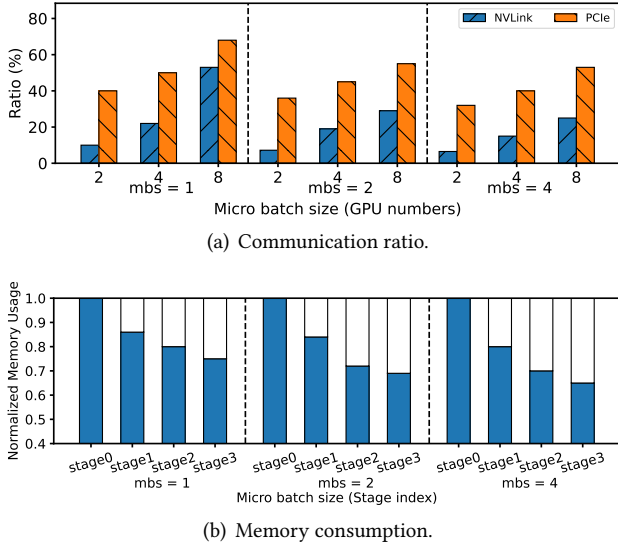 NVLink PCIe
80
60
40
20
0
Ratio (%)
2 4 8 2 4 8 2 4 8
mbs = 1 mbs = 2 mbs = 4
Micro batch size (GPU numbers)
(a) Communication ratio.
1.0
0.9
0.8
0.7
0.6
0.5
0.4
Normalized Memory Usage
stage0 stage1 stage2 stage3 stage0 stage1 stage2 stage3 stage0 stage1 stage2 stage3
mbs = 1 mbs = 2 mbs = 4
Micro batch size (Stage index)
(b) Memory consumption.